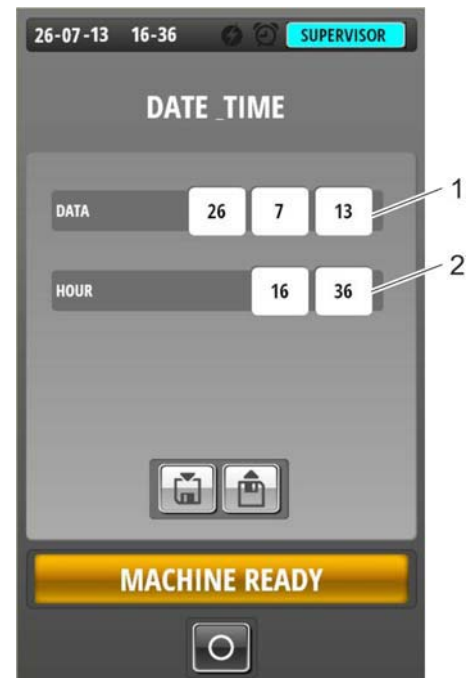 26-07-13 16-36 SUPERVISOR
DATE_TIME
DATA 26 7 13
1
HOUR 16 36
2
MACHINE READY